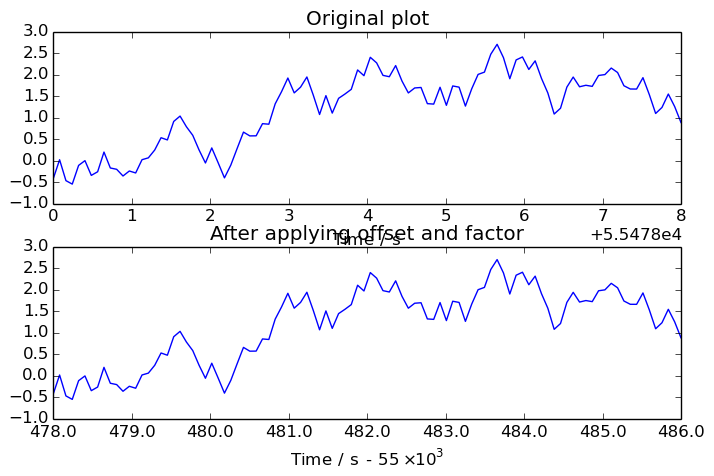 Original plot
3.0
2.5
2.0
1.5
1.0
0.5
0.0
−0.5
−1.0
0 1 2 3 4 5 6 7 8
Time / s
+5.5478e4
After applying offset and factor
3.0
2.5
2.0
1.5
1.0
0.5
0.0
−0.5
−1.0
478.0 479.0 480.0 481.0 482.0 483.0 484.0 485.0 486.0
Time / s - 55 ×10³